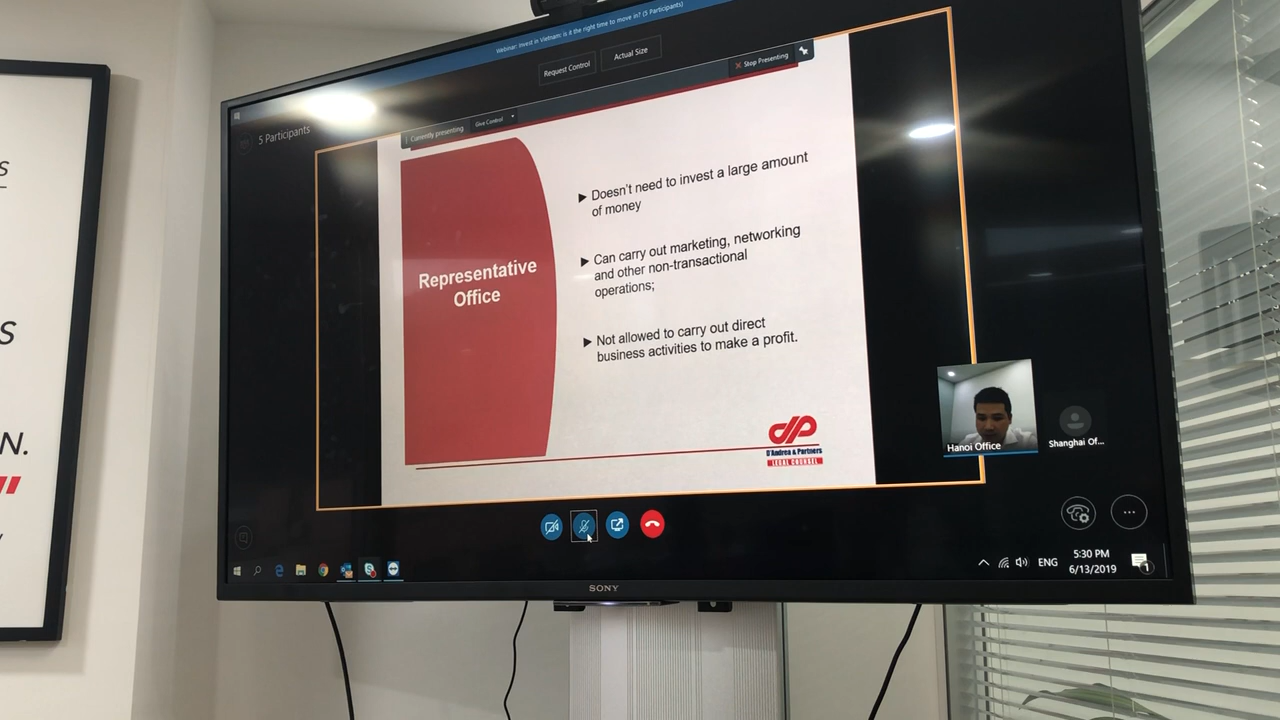 S
S
N.
Webinar: Invest in Vietnam: is it the right time to move in? (5 Participants)
Request Control
Actual Size
5 Participants
Currently presenting
Give Control
Stop Presenting
Representative
Office
► Doesn't need to invest a large amount
of money
► Can carry out marketing, networking
and other non-transactional
operations;
► Not allowed to carry out direct
business activities to make a profit.
dp
D'Andrea & Partners
LEGAL COUNSEL
Hanoi Office
Shanghai Of...
ENG
5:30 PM
6/13/2019
1
SONY